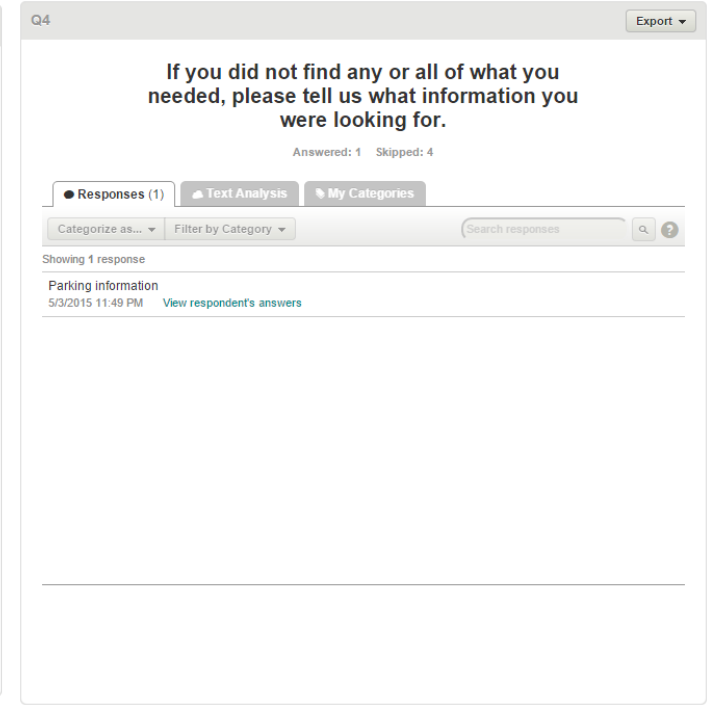 Q4
Export
If you did not find any or all of what you
needed, please tell us what information you
were looking for.
Answered: 1 Skipped: 4
Responses (1) Text Analysis My Categories
Categorize as... Filter by Category Search responses ?
Showing 1 response
Parking information
5/3/2015 11:49 PM View respondent's answers